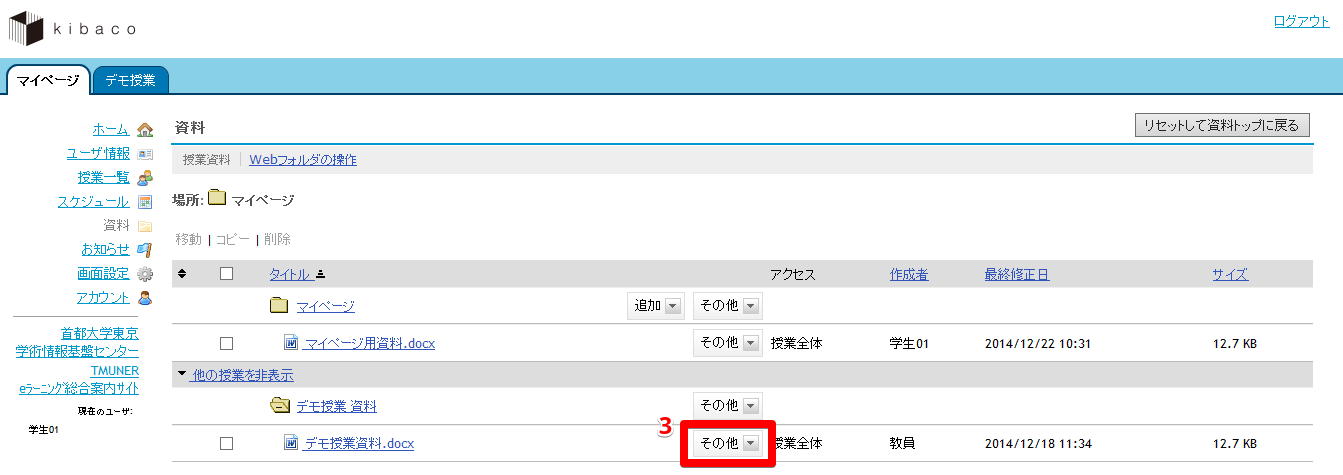 kibaco
ログアウト
マイページ デモ授業
ホーム
ユーザ情報
授業一覧
スケジュール
資料
お知らせ
画面設定
アカウント
首都大学東京
学術情報基盤センター
TMUNER
eラーニング総合案内サイト
現在のユーザ:
学生01
資料 リセットして資料トップに戻る
授業資料 | Webフォルダの操作
場所: マイページ
移動 | コピー | 削除
タイトル アクセス 作成者 最終修正日 サイズ
マイページ 追加 その他
マイページ用資料.docx その他 授業全体 学生01 2014/12/22 10:31 12.7 KB
他の授業を非表示
デモ授業 資料 その他
3
デモ授業資料.docx その他 授業全体 教員 2014/12/18 11:34 12.7 KB